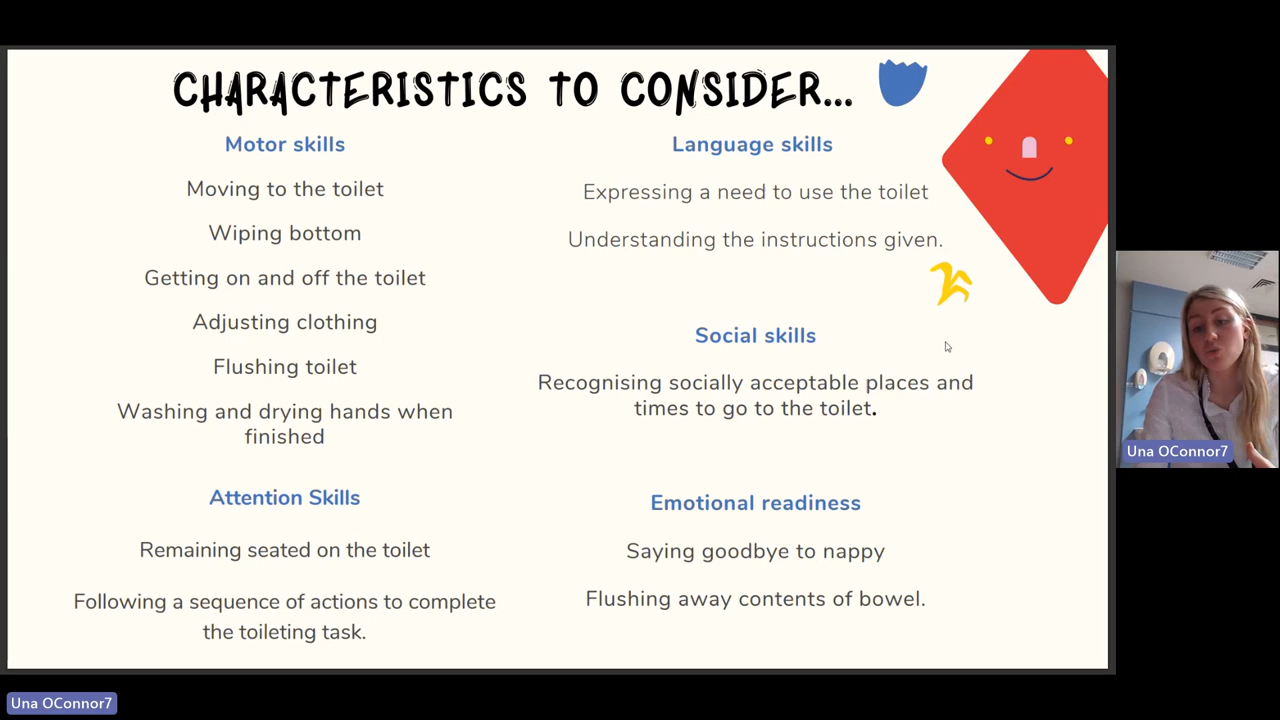 CHARACTERISTICS TO CONSIDER...
Motor skills
Moving to the toilet
Wiping bottom
Getting on and off the toilet
Adjusting clothing
Flushing toilet
Washing and drying hands when
finished
Attention Skills
Remaining seated on the toilet
Following a sequence of actions to complete
the toileting task.
Language skills
Expressing a need to use the toilet
Understanding the instructions given.
Social skills
Recognising socially acceptable places and
times to go to the toilet.
Emotional readiness
Saying goodbye to nappy
Flushing away contents of bowel.
Una OConnor7
Una OConnor7